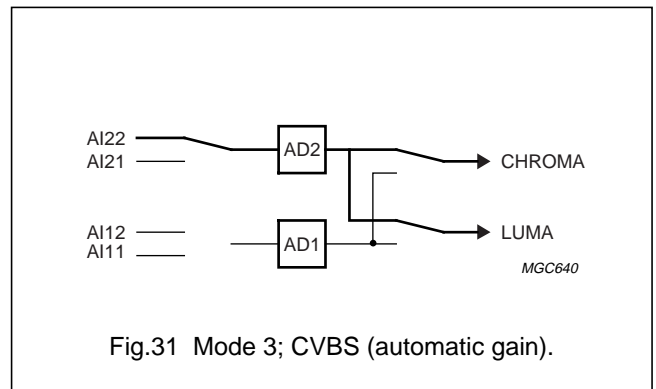 AI22
AI21
AD2
CHROMA
AI12
AI11
AD1
LUMA
MGC640
Fig.31 Mode 3; CVBS (automatic gain).